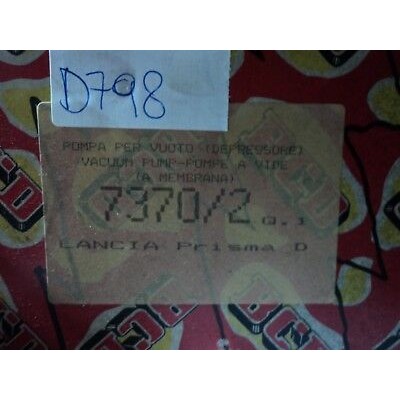 D798
POMPA PER VUOTO (DEPRESSORE)
VACUUM PUMP-POMPE A VIDE
(A MEMBRANA)
7370/2 Q.1
LANCIA Prisma D